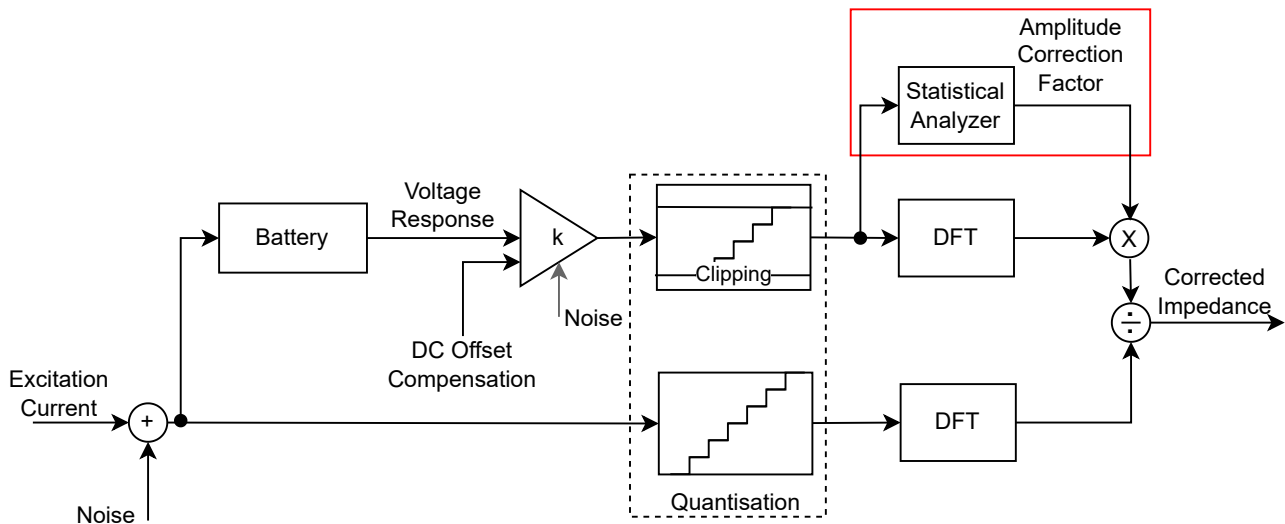 Amplitude
Correction
Factor
Statistical
Analyzer
Voltage
Response
Battery
k
Clipping
DFT
X
Noise
DC Offset
Compensation
Corrected
Impedance
÷
Excitation
Current
+
DFT
Quantisation
Noise